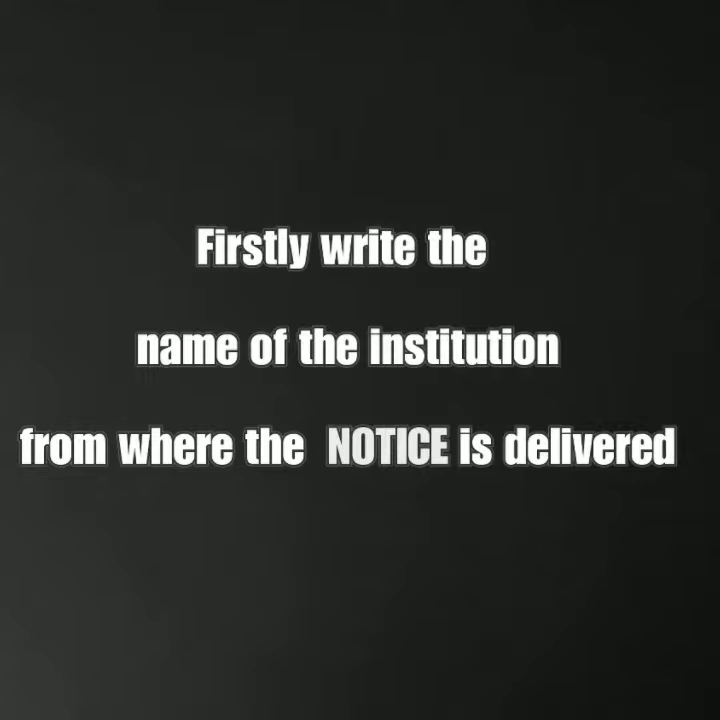 Firstly write the
name of the institution
from where the NOTICE is delivered